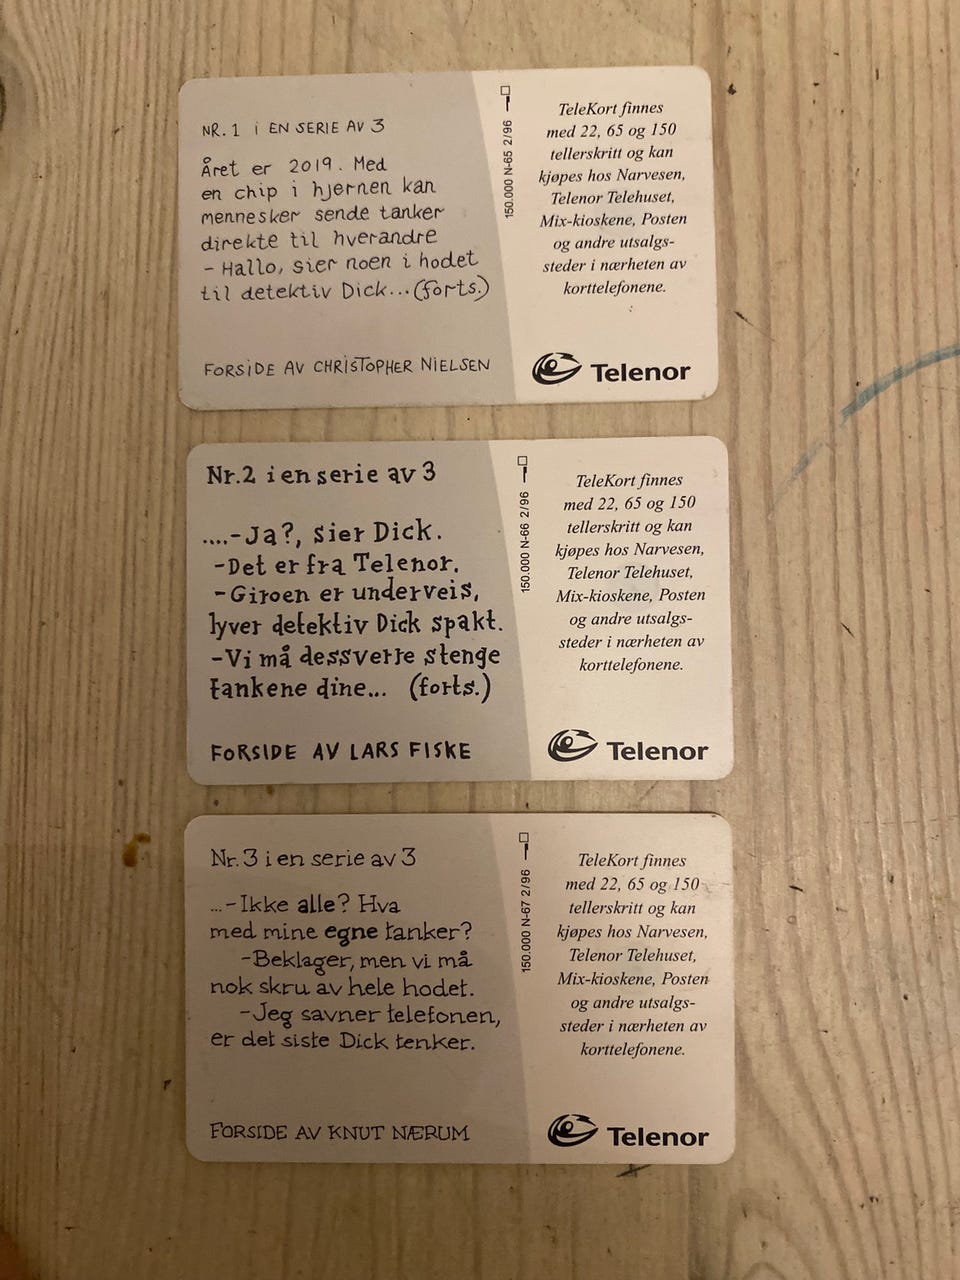 NR. 1 i EN SERIE AV 3
Året er 2019. Med
en chip i hjernen kan
mennesker sende tanker
direkte til hverandre
- Hallo, sier noen i hodet
til detektiv Dick...(forts.)
FORSiDE AV CHRiSTOPHER NiELSEN
150.000 N-65 2/96
TeleKort finnes
med 22, 65 og 150
tellerskritt og kan
kjøpes hos Narvesen,
Telenor Telehuset,
Mix-kioskene, Posten
og andre utsalgs-
steder i nærheten av
korttelefonene.
Telenor
Nr.2 i en serie av 3
....-Ja?, sier Dick.
-Det er fra Telenor.
-Giroen er underveis,
lyver detektiv Dick spakt.
-Vi må dessverre stenge
tankene dine... (forts.)
FORSIDE AV LARS FISKE
150.000 N-66 2/96
TeleKort finnes
med 22, 65 og 150
tellerskritt og kan
kjøpes hos Narvesen,
Telenor Telehuset,
Mix-kioskene, Posten
og andre utsalgs-
steder i nærheten av
korttelefonene.
Telenor
Nr. 3 i en serie av 3
...-Ikke alle? Hva
med mine egne tanker?
-Beklager, men vi må
nok skru av hele hodet.
-Jeg savner telefonen,
er det siste Dick tenker.
FORSIDE AV KNUT NÆRUM
150.000 N-67 2/96
TeleKort finnes
med 22, 65 og 150
tellerskritt og kan
kjøpes hos Narvesen,
Telenor Telehuset,
Mix-kioskene, Posten
og andre utsalgs-
steder i nærheten av
korttelefonene.
Telenor